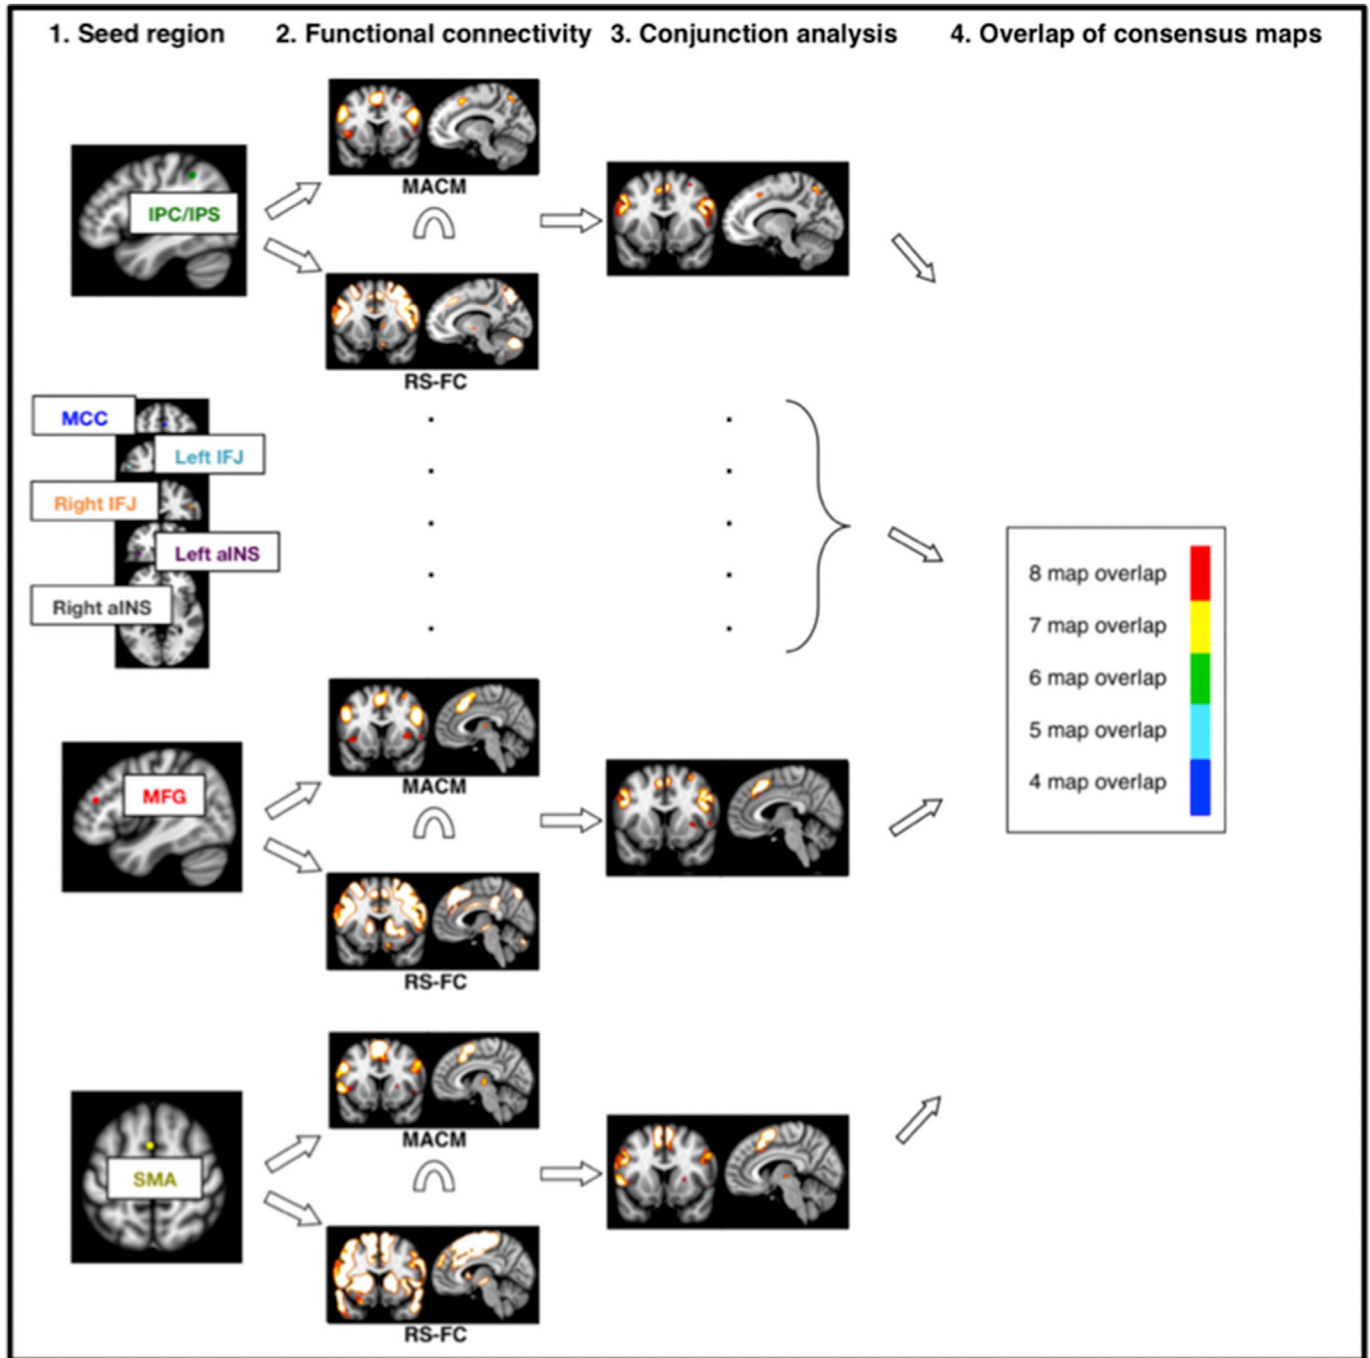 1. Seed region
2. Functional connectivity
3. Conjunction analysis
4. Overlap of consensus maps
IPC/IPS
MACM
RS-FC
MCC
Left IFJ
Right IFJ
Left aINS
Right aINS
MFG
MACM
RS-FC
SMA
MACM
RS-FC
8 map overlap
7 map overlap
6 map overlap
5 map overlap
4 map overlap